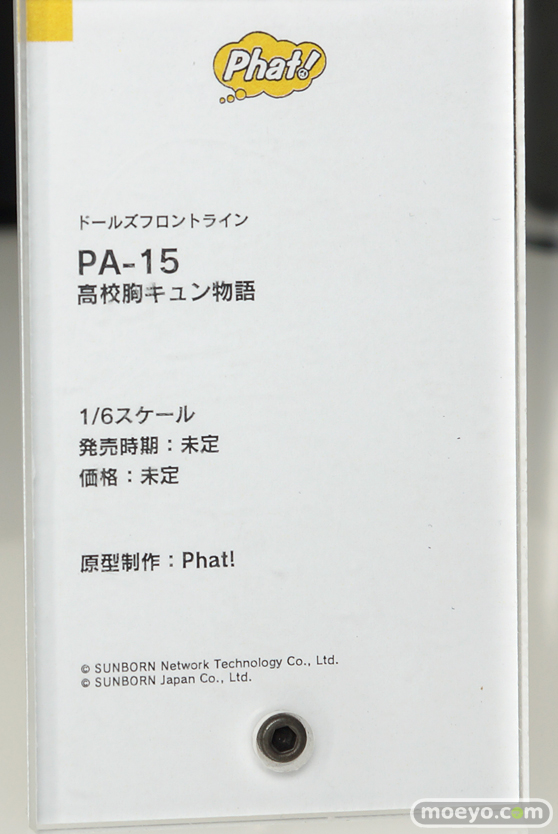 Phat!
ドールズフロントライン
PA-15
高校胸キュン物語
1/6スケール
発売時期：未定
価格：未定
原型制作：Phat!
© SUNBORN Network Technology Co., Ltd.
© SUNBORN Japan Co., Ltd.
moeyo.com